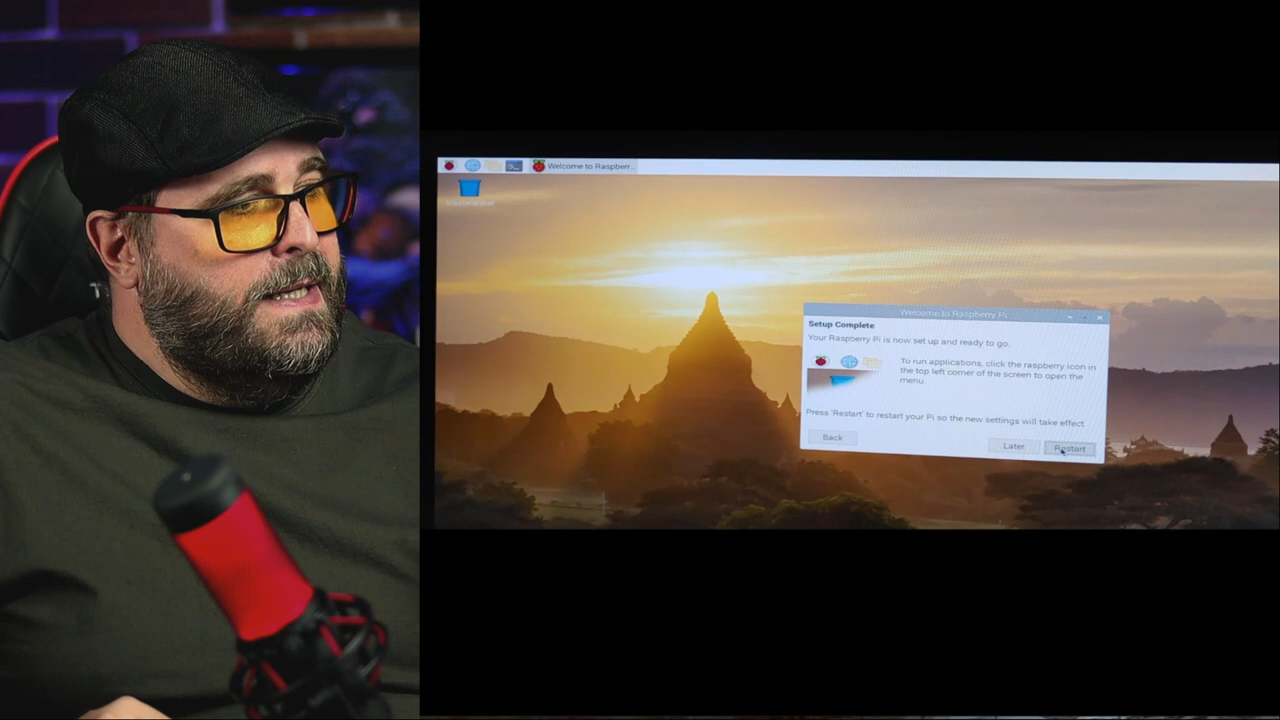 Welcome to Raspberr...
Welcome to Raspberry Pi
Setup Complete
Your Raspberry Pi is now set up and ready to go.
To run applications, click the raspberry icon in
the top left corner of the screen to open the
menu.
Press 'Restart' to restart your Pi so the new settings will take effect.
Back
Later
Restart